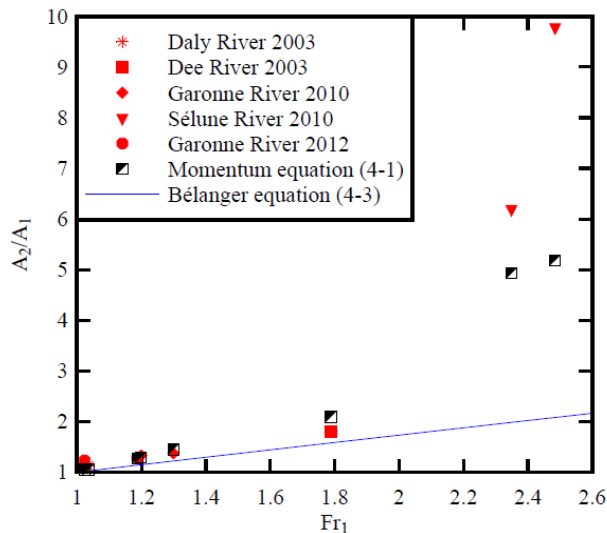 10
9
8
7
6
5
4
3
2
1
A2/A1
Daly River 2003
Dee River 2003
Garonne River 2010
Sélune River 2010
Garonne River 2012
Momentum equation (4-1)
Bélanger equation (4-3)
1 1.2 1.4 1.6 1.8 2 2.2 2.4 2.6
Fr1